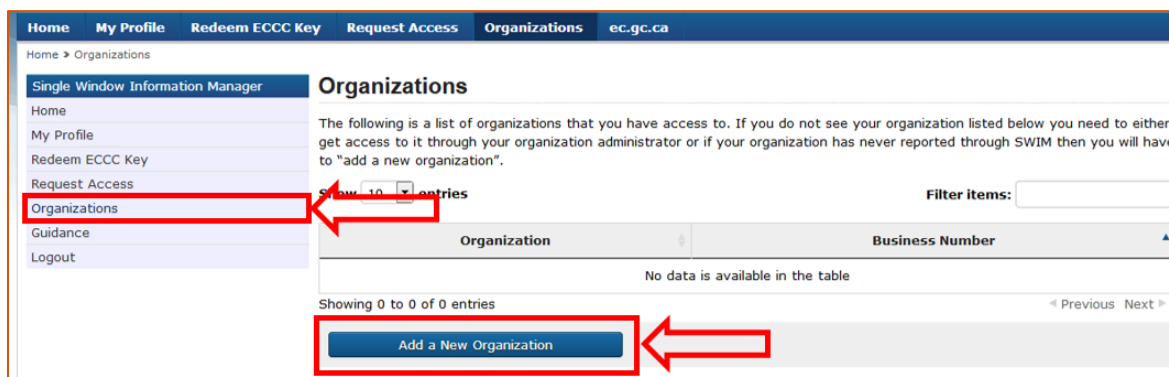 Home My Profile Redeem ECCC Key Request Access Organizations ec.gc.ca
Home > Organizations
Single Window Information Manager
Home
My Profile
Redeem ECCC Key
Request Access
Organizations
Guidance
Logout
Organizations
The following is a list of organizations that you have access to. If you do not see your organization listed below you need to either
get access to it through your organization administrator or if your organization has never reported through SWIM then you will have
to “add a new organization”.
Show 10 entries Filter items:
Organization Business Number
No data is available in the table
Showing 0 to 0 of 0 entries Previous Next
Add a New Organization